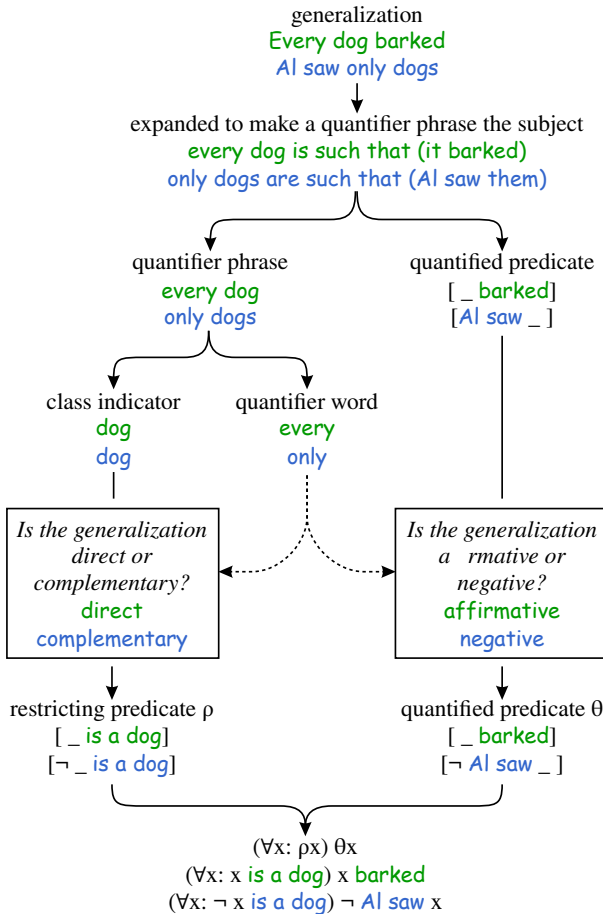 generalization
Every dog barked
Al saw only dogs
expanded to make a quantifier phrase the subject
every dog is such that (it barked)
only dogs are such that (Al saw them)
quantifier phrase
every dog
only dogs
quantified predicate
[ _ barked]
[Al saw _ ]
class indicator
dog
dog
quantifier word
every
only
Is the generalization
direct or
complementary?
direct
complementary
Is the generalization
a rmative or
negative?
affirmative
negative
restricting predicate ρ
[ _ is a dog]
[¬ _ is a dog]
quantified predicate θ
[ _ barked]
[¬ Al saw _ ]
(∀x: ρx) θx
(∀x: x is a dog) x barked
(∀x: ¬ x is a dog) ¬ Al saw x